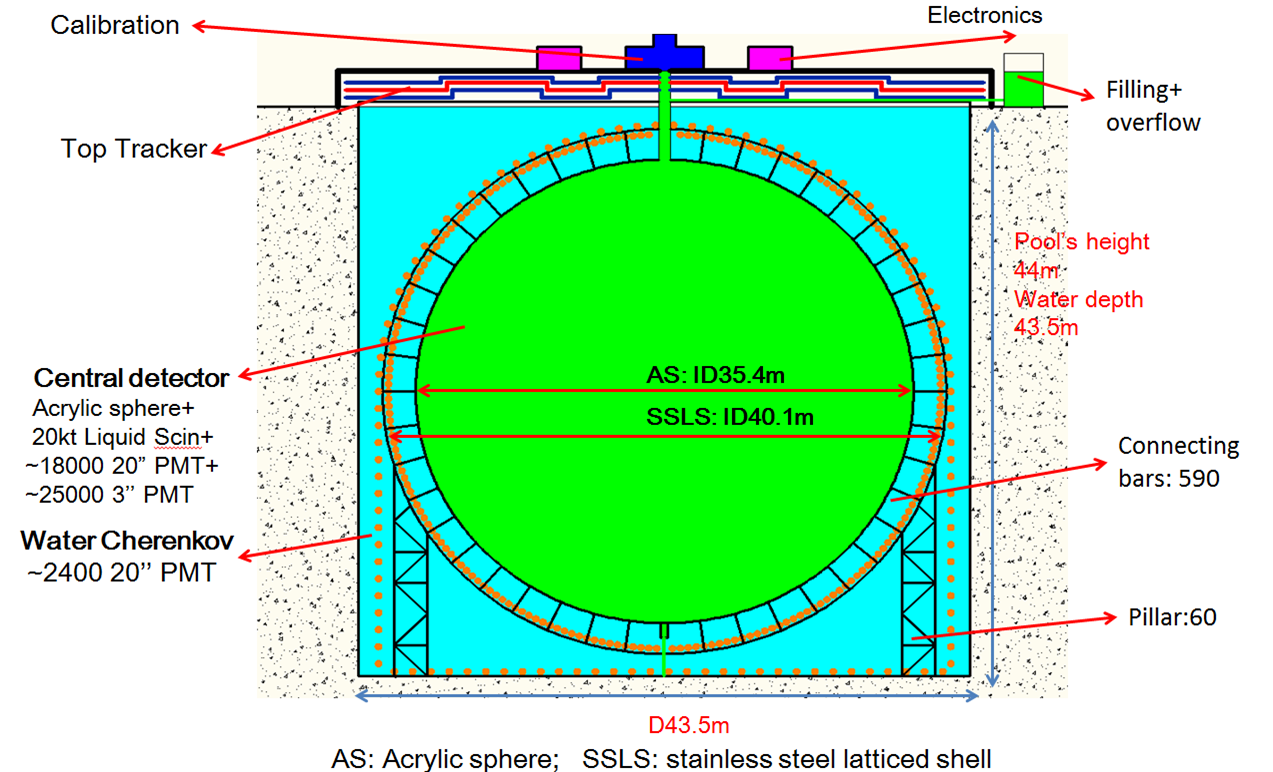 Calibration
Electronics
Filling+
overflow
Top Tracker
Pool's height
44m
Water depth
43.5m
Central detector
Acrylic sphere+
20kt Liquid Scin+
~18000 20” PMT+
~25000 3’’ PMT
AS: ID35.4m
SSLS: ID40.1m
Connecting
bars: 590
Water Cherenkov
~2400 20’’ PMT
Pillar:60
D43.5m
AS: Acrylic sphere; SSLS: stainless steel latticed shell